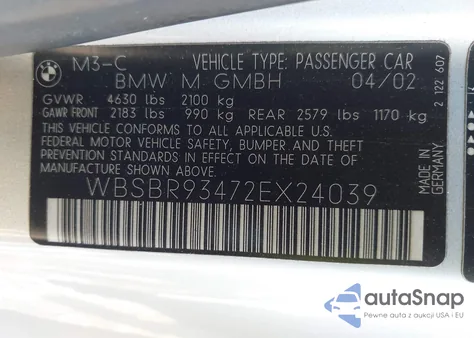 M3-C VEHICLE TYPE: PASSENGER CAR
BMW M GMBH 04/02
GVWR 4630 lbs 2100 kg
GAWR FRONT 2183 lbs 990 kg REAR 2579 lbs 1170 kg
THIS VEHICLE CONFORMS TO ALL APPLICABLE
FEDERAL MOTOR VEHICLE SAFETY, BUMPER AND THEFT
PREVENTION STANDARDS IN EFFECT ON THE DATE OF
MANUFACTURE SHOWN ABOVE.
WBSBR93472EX24039
2 122 607
MADE IN
GERMANY
autoSnap
Pewne auta z aukcji USA i EU